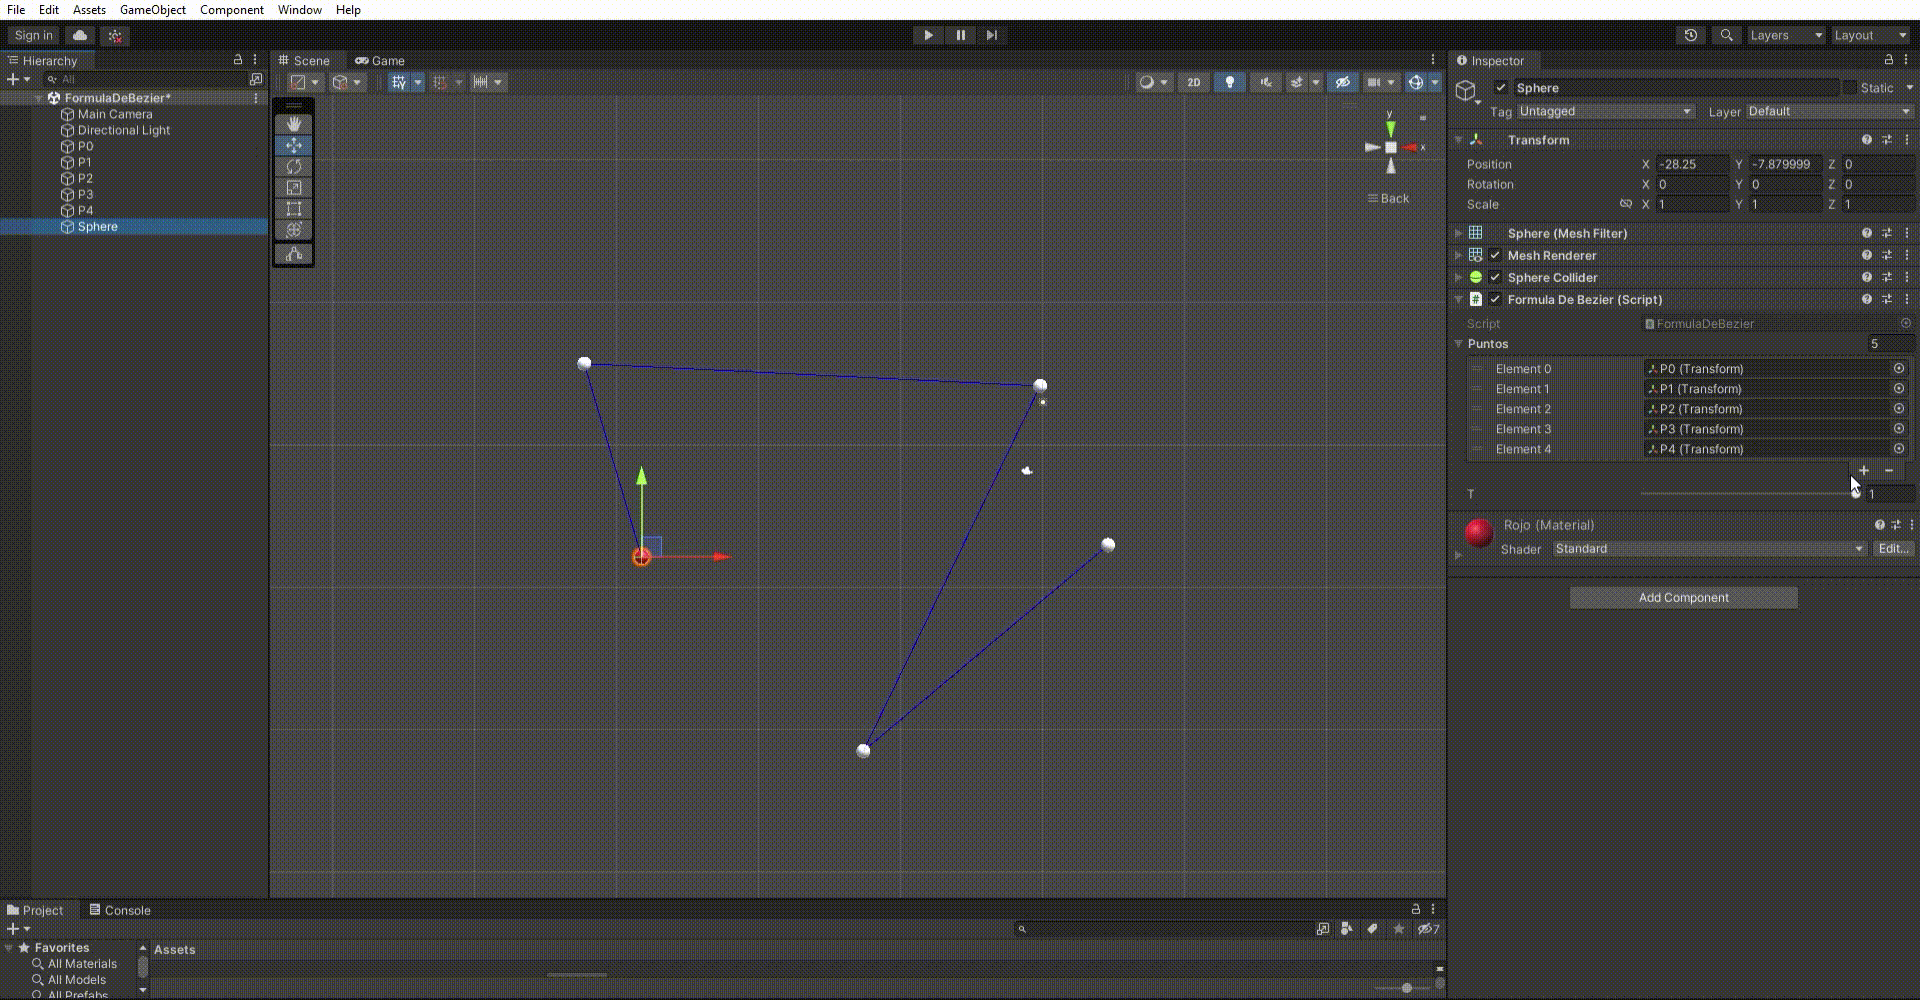 File Edit Assets GameObject Component Window Help
Sign in Layers Layout
Hierarchy
All
FormulaDeBezier*
Main Camera
Directional Light
P0
P1
P2
P3
P4
Sphere
Scene Game
2D
y
x
Back
Inspector
Sphere Static
Tag Untagged Layer Default
Transform
Position X -28.25 Y -7.879999 Z 0
Rotation X 0 Y 0 Z 0
Scale X 1 Y 1 Z 1
Sphere (Mesh Filter)
Mesh Renderer
Sphere Collider
# Formula De Bezier (Script)
Script FormulaDeBezier
Puntos 5
Element 0 P0 (Transform)
Element 1 P1 (Transform)
Element 2 P2 (Transform)
Element 3 P3 (Transform)
Element 4 P4 (Transform)
+ -
T 1
Rojo (Material)
Shader Standard Edit...
Add Component
Project Console
7
Favorites
All Materials
All Models
All Prefabs
Assets